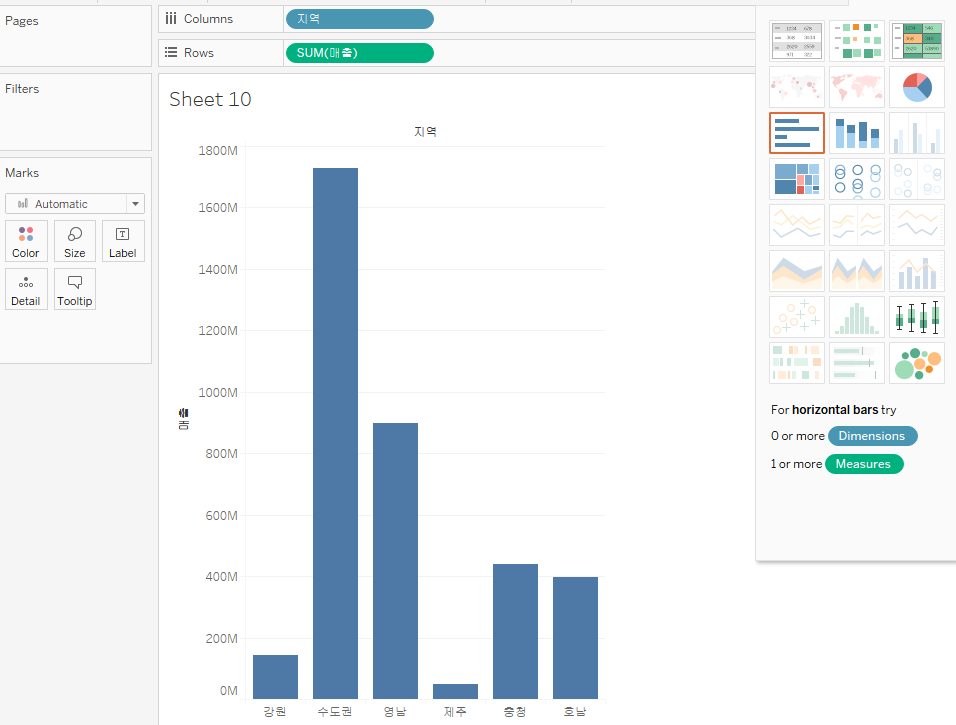 Pages
Columns
지역
Rows
SUM(매출)
Filters
Marks
Automatic
Color
Size
Label
Detail
Tooltip
Sheet 10
지역
1800M
1600M
1400M
1200M
1000M
800M
600M
400M
200M
0M
매출
강원
수도권
영남
제주
충청
호남
For horizontal bars try
0 or more Dimensions
1 or more Measures